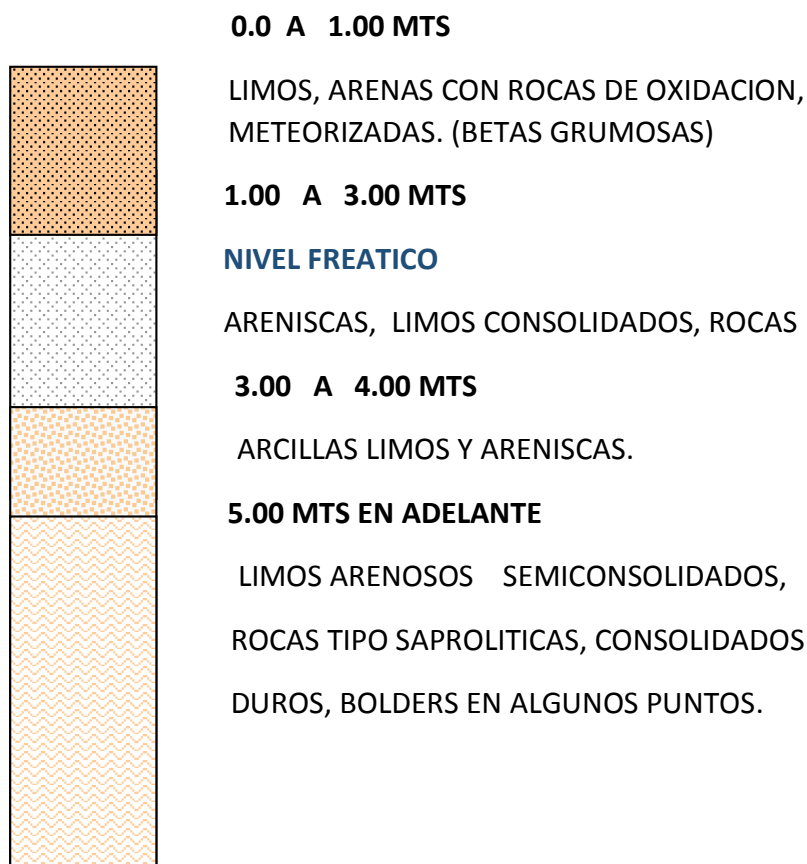 0.0 A 1.00 MTS
LIMOS, ARENAS CON ROCAS DE OXIDACION,
METEORIZADAS. (BETAS GRUMOSAS)
1.00 A 3.00 MTS
NIVEL FREATICO
ARENISCAS, LIMOS CONSOLIDADOS, ROCAS
3.00 A 4.00 MTS
ARCILLAS LIMOS Y ARENISCAS.
5.00 MTS EN ADELANTE
LIMOS ARENOSOS SEMICONSOLIDADOS,
ROCAS TIPO SAPROLITICAS, CONSOLIDADOS
DUROS, BOLDERS EN ALGUNOS PUNTOS.